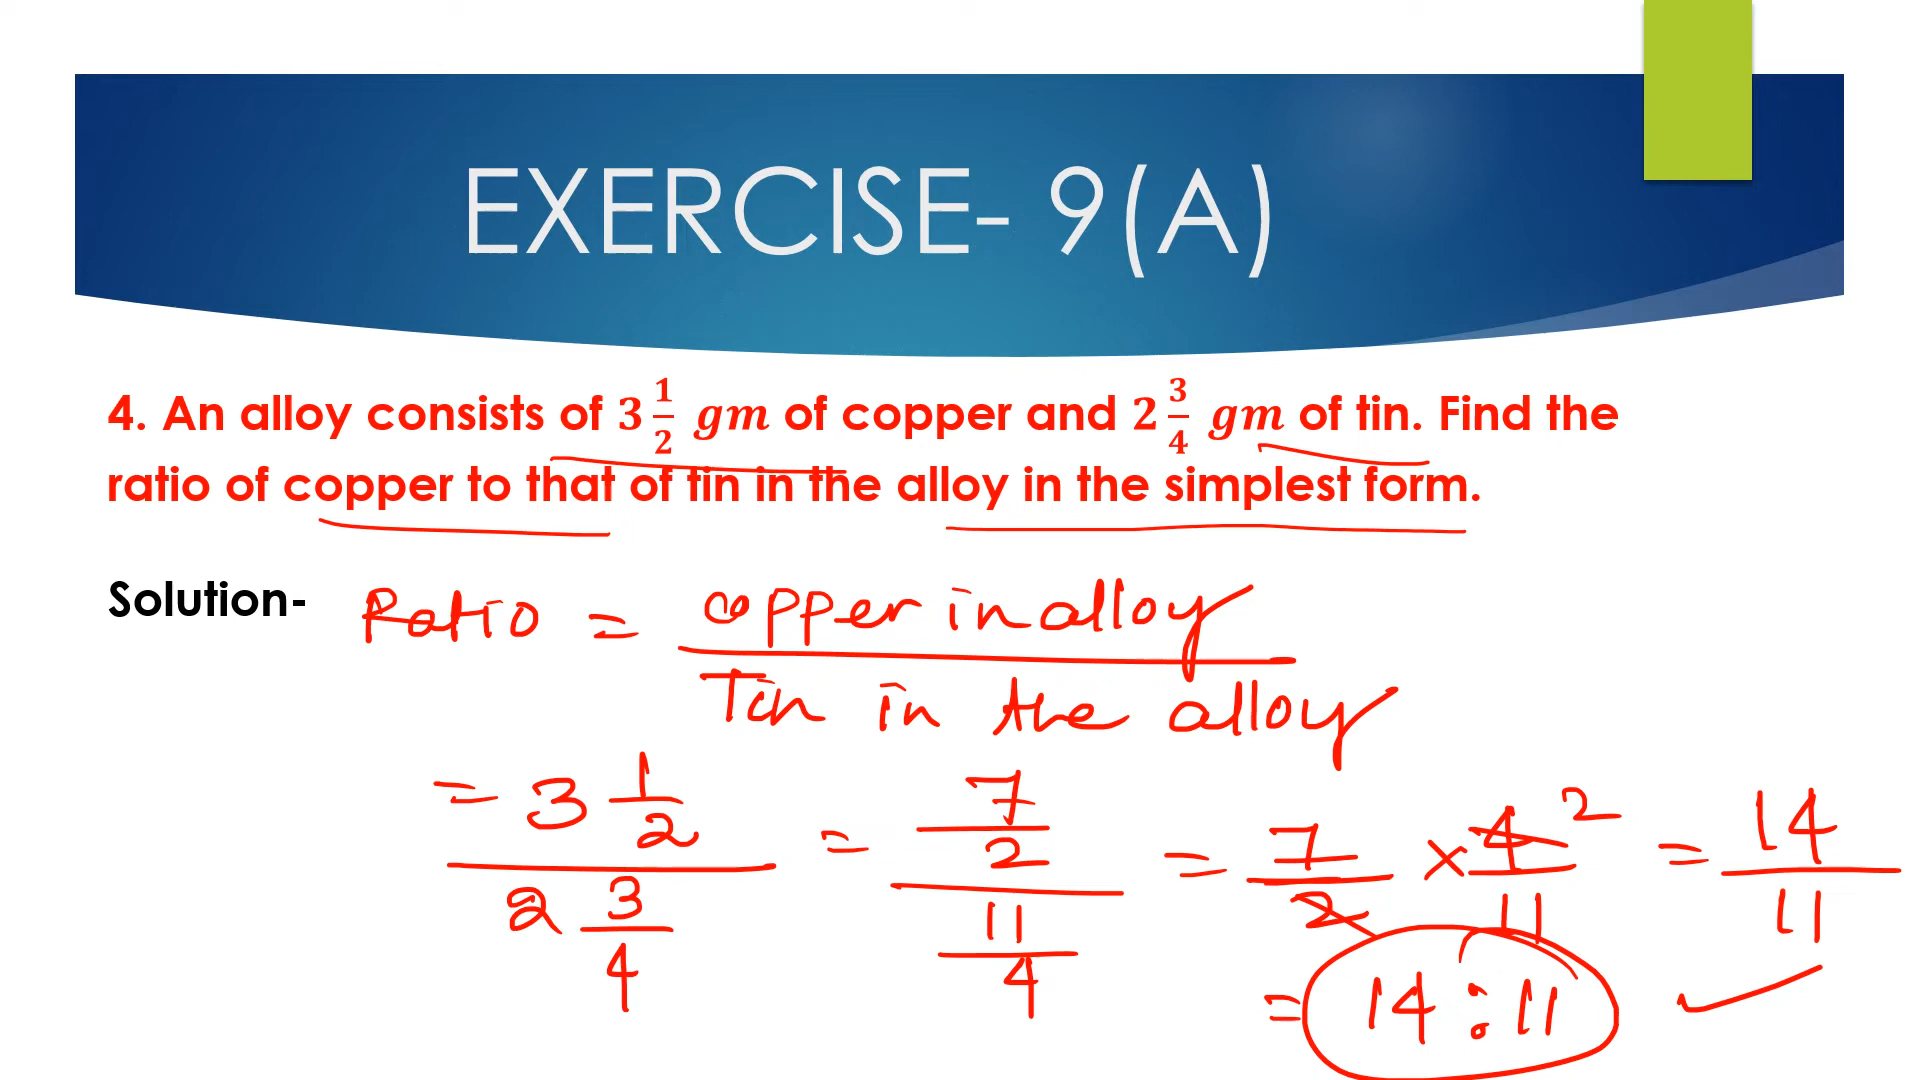 EXERCISE- 9(A)
4. An alloy consists of 3 1/2 gm of copper and 2 3/4 gm of tin. Find the
ratio of copper to that of tin in the alloy in the simplest form.
Solution-
Ratio = copper in alloy / Tin in the alloy
= 3 1/2 / 2 3/4 = 7/2 / 11/4 = 7/2 × 4/11 2 = 14/11
= 14 : 11